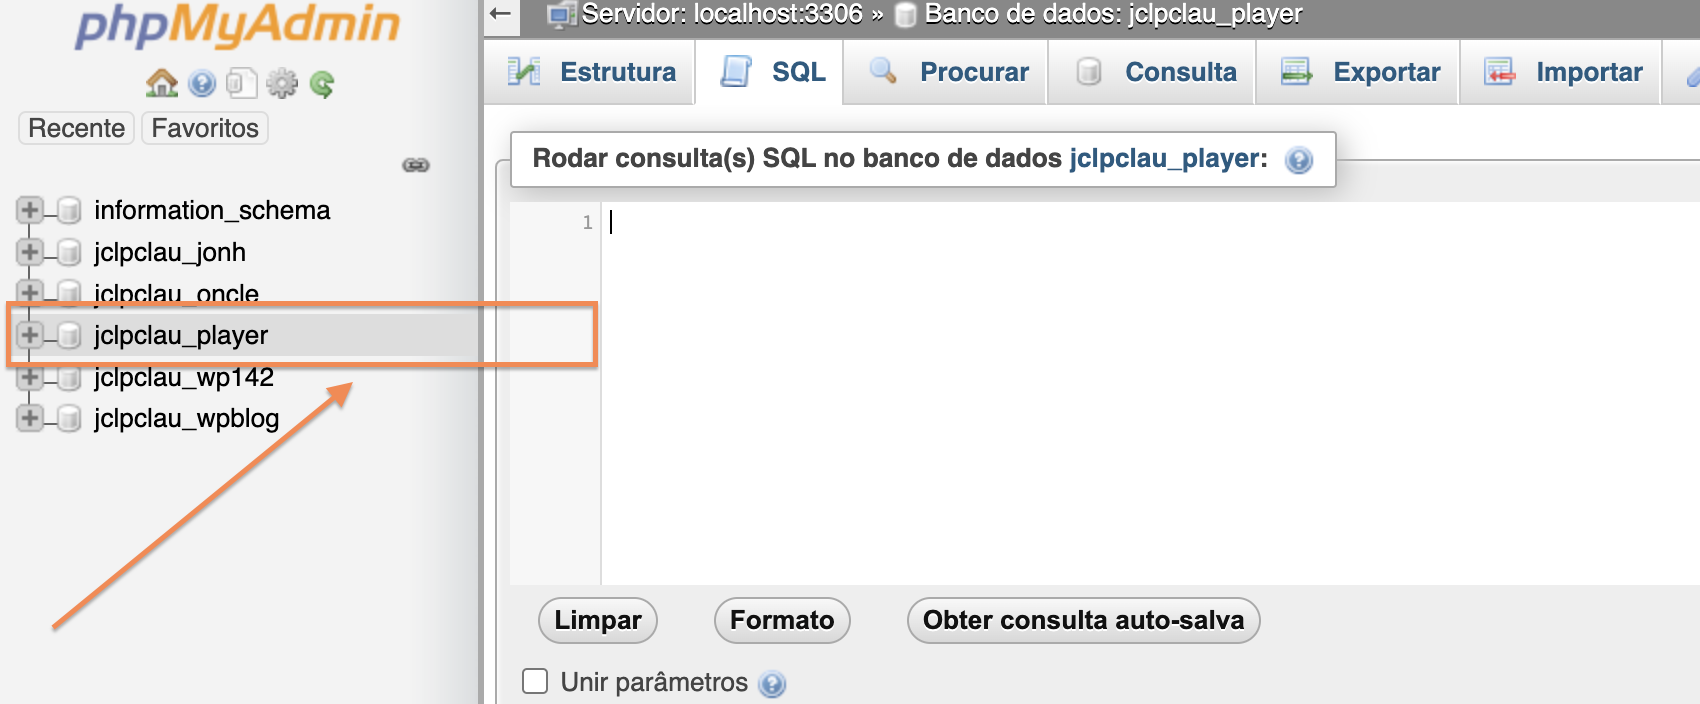 phpMyAdmin
Recente Favoritos
information_schema
jclpclau_jonh
jclpclau_oncle
jclpclau_player
jclpclau_wp142
jclpclau_wpblog
Servidor: localhost:3306 » Banco de dados: jclpclau_player
Estrutura SQL Procurar Consulta Exportar Importar
Rodar consulta(s) SQL no banco de dados jclpclau_player:
1
Limpar Formato Obter consulta auto-salva
Unir parâmetros